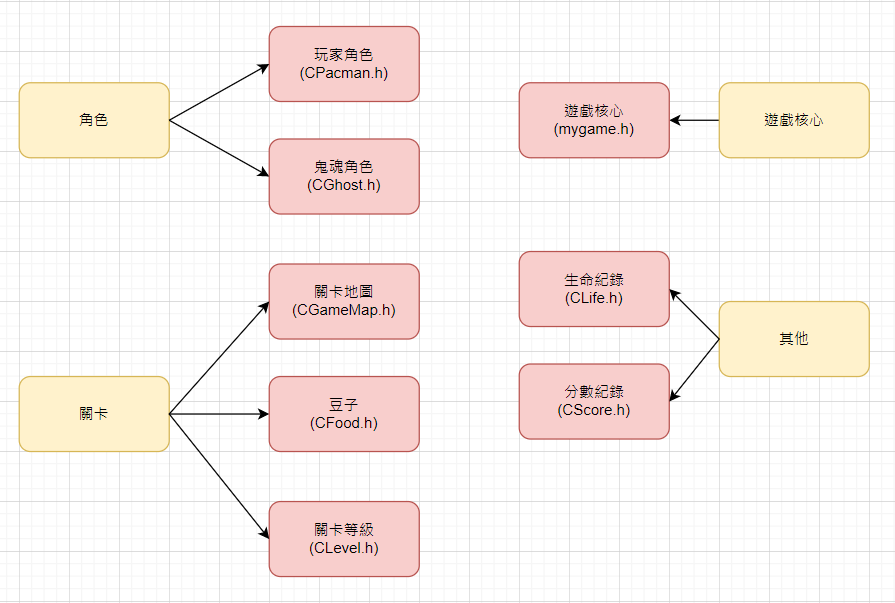 角色
玩家角色
(CPacman.h)
鬼魂角色
(CGhost.h)
遊戲核心
(mygame.h)
遊戲核心
關卡
關卡地圖
(CGameMap.h)
豆子
(CFood.h)
關卡等級
(CLevel.h)
生命紀錄
(CLife.h)
分數紀錄
(CScore.h)
其他